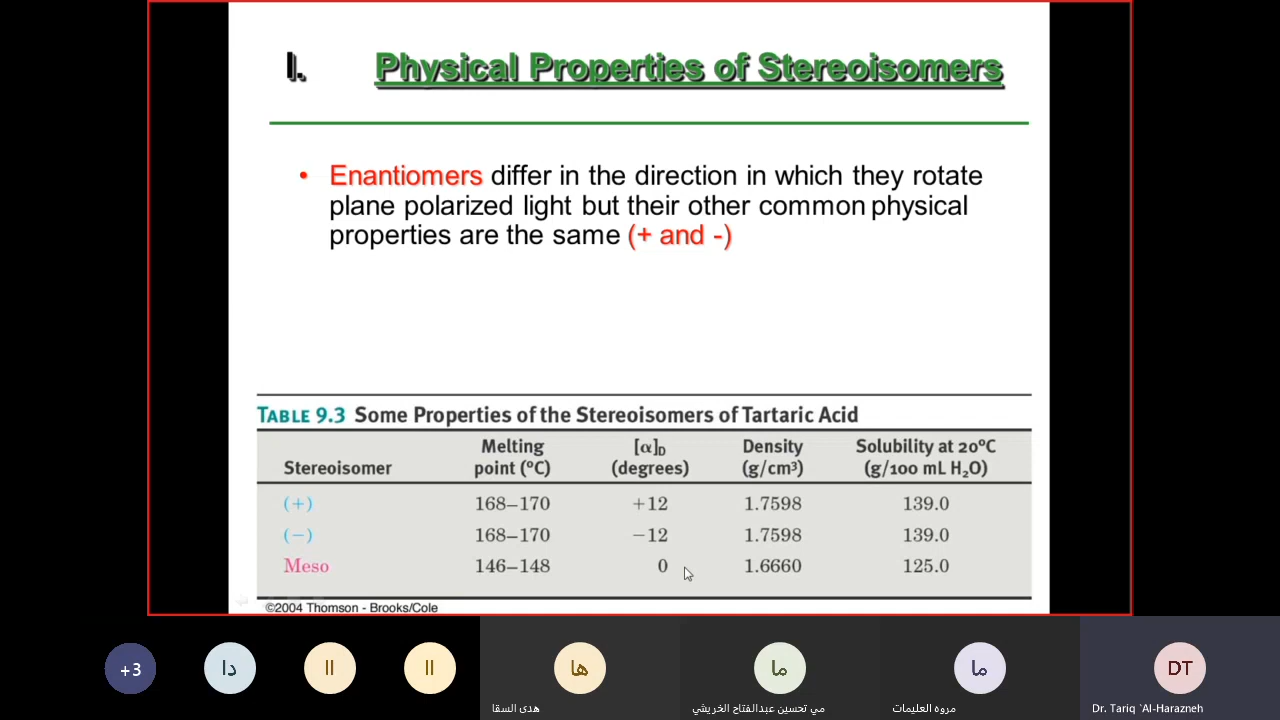 I. Physical Properties of Stereoisomers
• Enantiomers differ in the direction in which they rotate
plane polarized light but their other common physical
properties are the same (+ and -)
TABLE 9.3 Some Properties of the Stereoisomers of Tartaric Acid
Stereoisomer Melting point (°C) [α]D (degrees) Density (g/cm³) Solubility at 20°C (g/100 mL H₂O)
(+) 168–170 +12 1.7598 139.0
(−) 168–170 −12 1.7598 139.0
Meso 146–148 0 1.6660 125.0
©2004 Thomson - Brooks/Cole
+3 دا اا اا ها ما ما DT
هدى السقا مي تحسين عبدالفتاح الخريشي مروه العليمات Dr. Tariq `Al-Harazneh